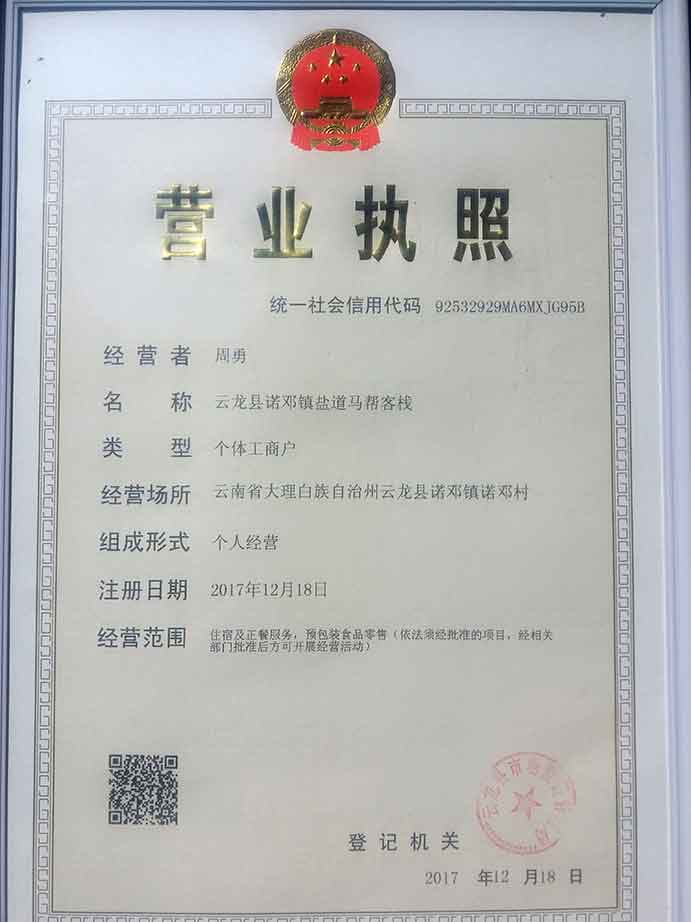 营业执照
统一社会信用代码 92532929MA6MXJG95B
经营者 周勇
名称 云龙县诺邓镇盐道马帮客栈
类型 个体工商户
经营场所 云南省大理白族自治州云龙县诺邓镇诺邓村
组成形式 个人经营
注册日期 2017年12月18日
经营范围 住宿及正餐服务，预包装食品零售（依法须经批准的项目，经相关
部门批准后方可开展经营活动）
云龙县市场
登记机关
2017 年12 月18 日